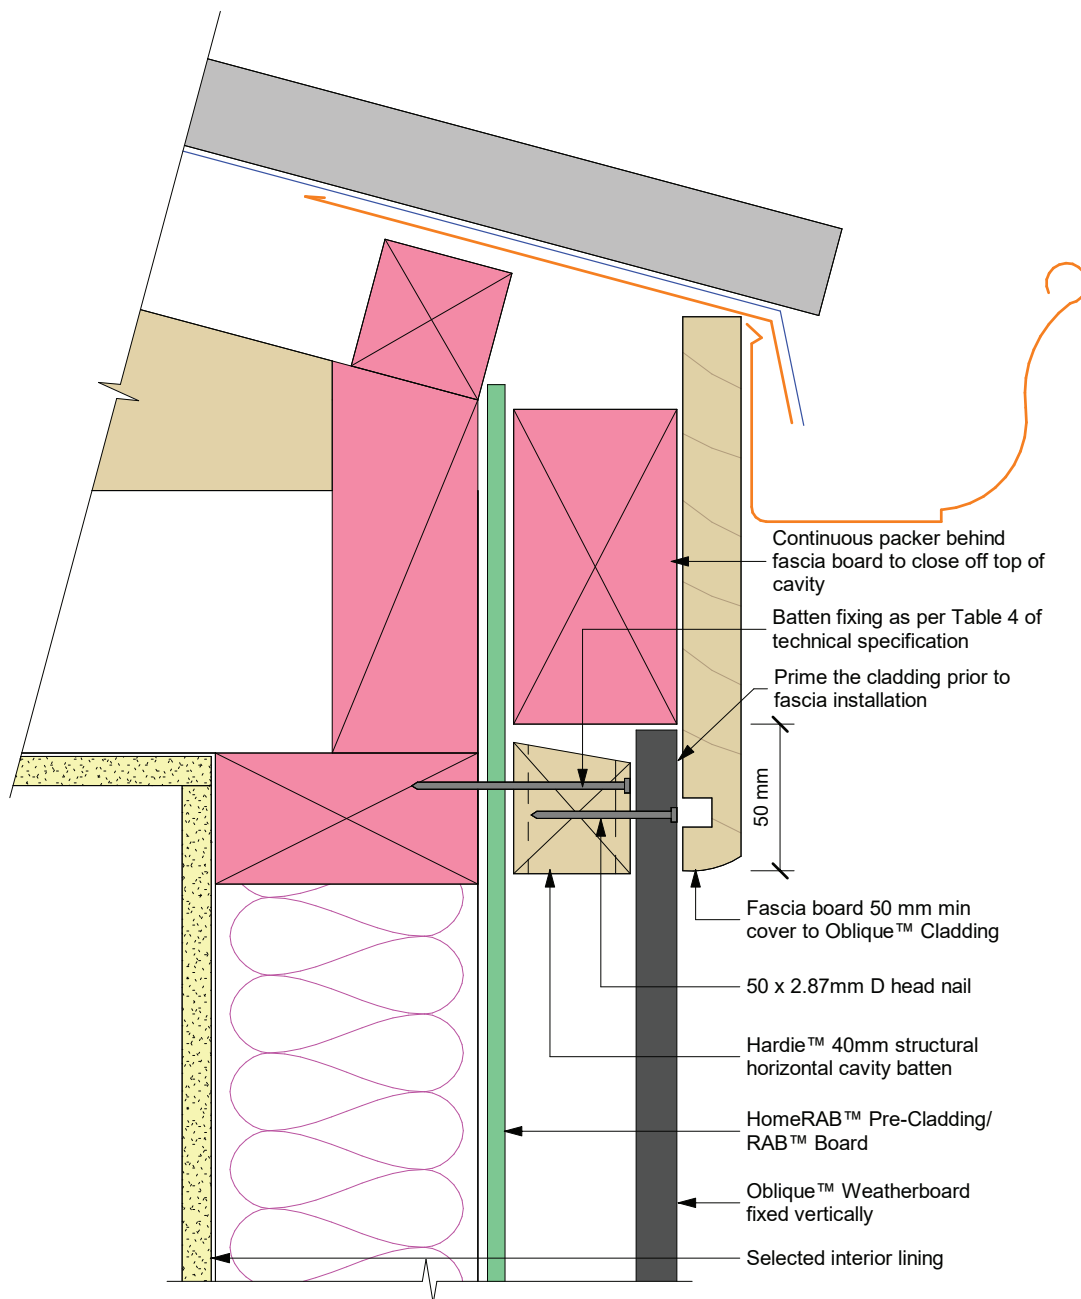 Continuous packer behind
fascia board to close off top of
cavity
Batten fixing as per Table 4 of
technical specification
Prime the cladding prior to
fascia installation
50 mm
Fascia board 50 mm min
cover to Oblique™ Cladding
50 x 2.87mm D head nail
Hardie™ 40mm structural
horizontal cavity batten
HomeRAB™ Pre-Cladding/
RAB™ Board
Oblique™ Weatherboard
fixed vertically
Selected interior lining